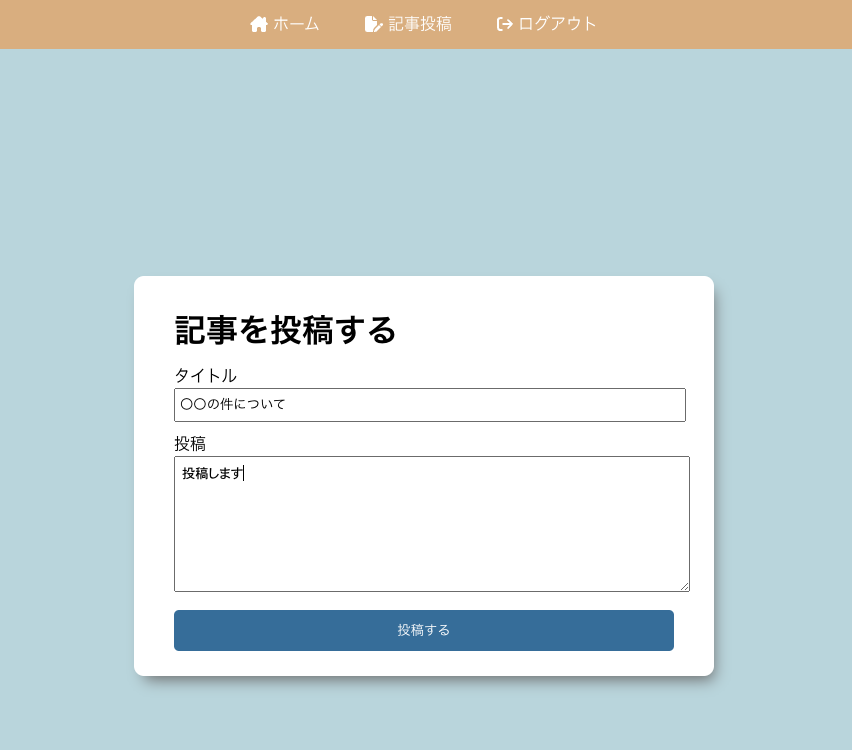 ホーム 記事投稿 ログアウト
記事を投稿する
タイトル
〇〇の件について
投稿
投稿します
投稿する